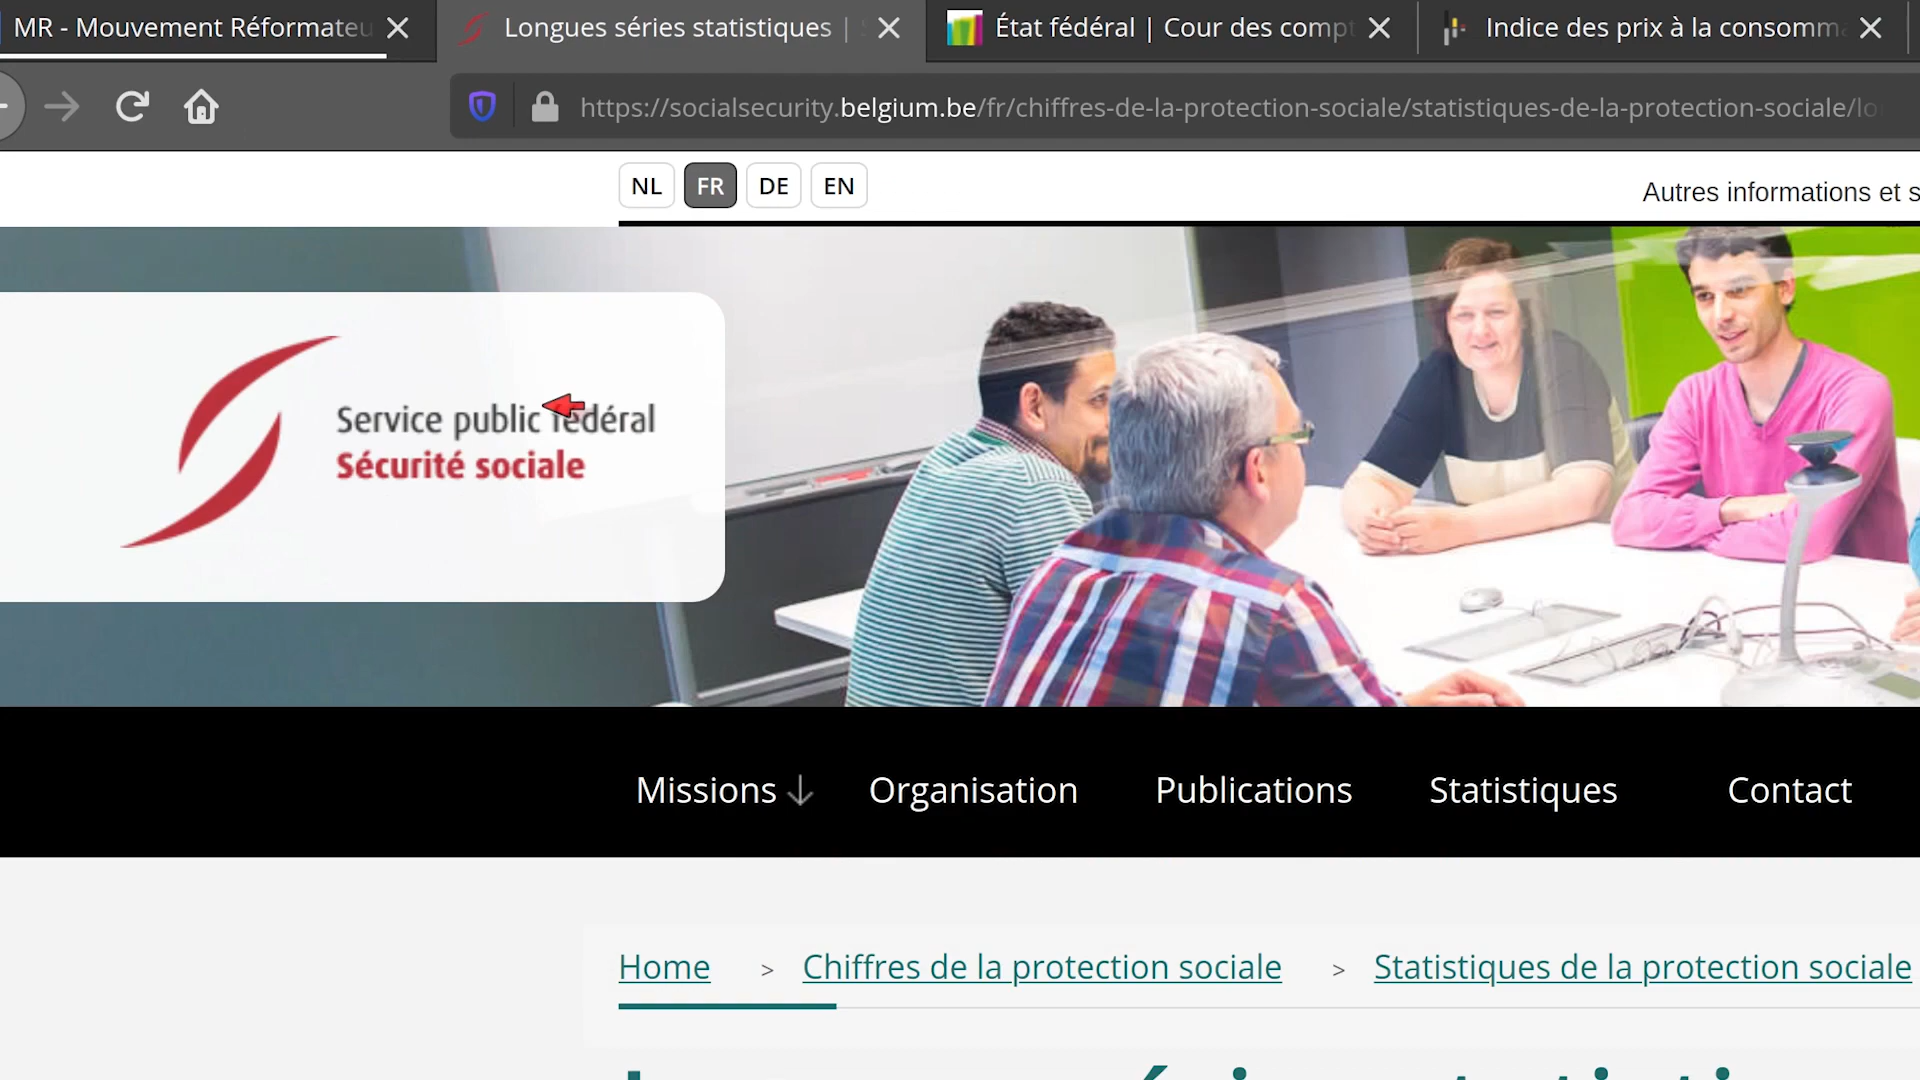 MR - Mouvement Réformateu
Longues séries statistiques |
État fédéral | Cour des compt
Indice des prix à la consomma
https://socialsecurity.belgium.be/fr/chiffres-de-la-protection-sociale/statistiques-de-la-protection-sociale/lo
NL FR DE EN
Autres informations et s
Service public fédéral
Sécurité sociale
Missions Organisation Publications Statistiques Contact
Home > Chiffres de la protection sociale > Statistiques de la protection sociale